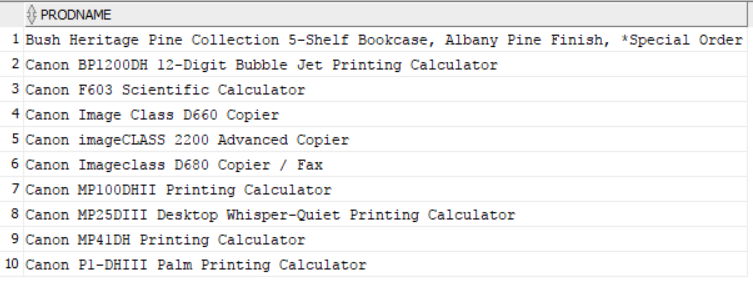 PRODNAME
1 Bush Heritage Pine Collection 5-Shelf Bookcase, Albany Pine Finish, *Special Order
2 Canon BP1200DH 12-Digit Bubble Jet Printing Calculator
3 Canon F603 Scientific Calculator
4 Canon Image Class D660 Copier
5 Canon imageCLASS 2200 Advanced Copier
6 Canon Imageclass D680 Copier / Fax
7 Canon MP100DHII Printing Calculator
8 Canon MP25DIII Desktop Whisper-Quiet Printing Calculator
9 Canon MP41DH Printing Calculator
10 Canon P1-DHIII Palm Printing Calculator